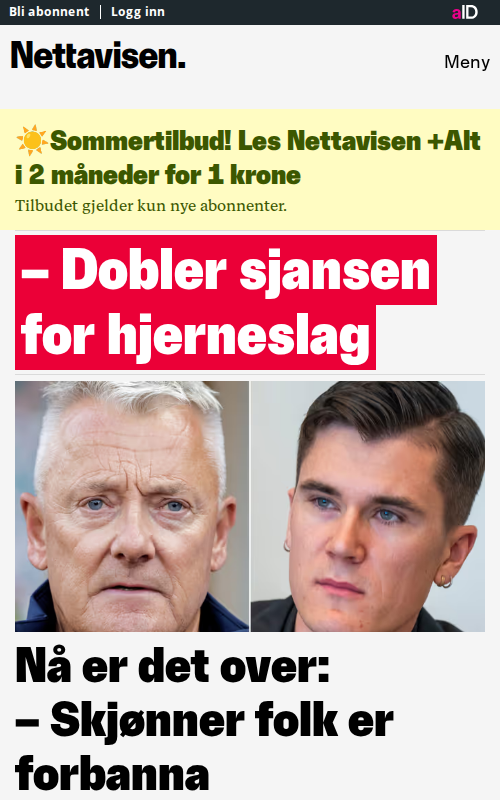 Bli abonnent
Logg inn
aID
Nettavisen.
Meny
☀️Sommertilbud! Les Nettavisen +Alt
i 2 måneder for 1 krone
Tilbudet gjelder kun nye abonnenter.
– Dobler sjansen
for hjerneslag
Nå er det over:
– Skjønner folk er
forbanna